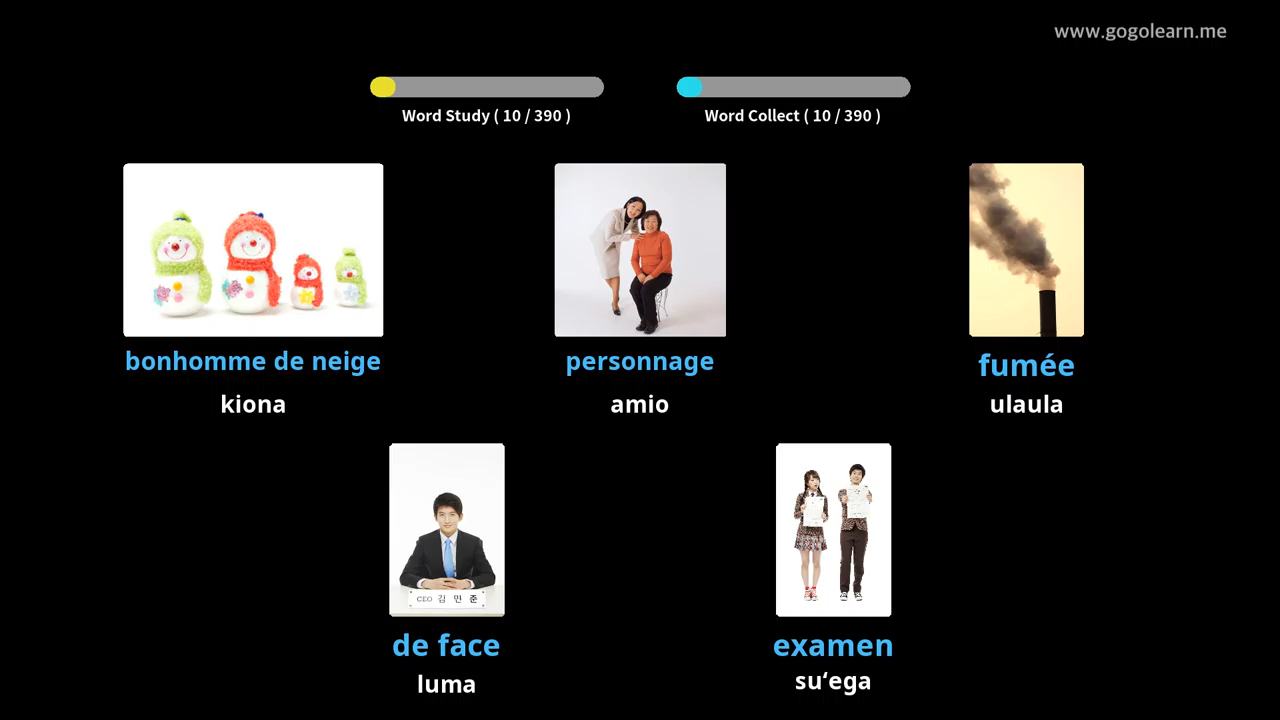 www.gogolearn.me
Word Study ( 10 / 390 )
Word Collect ( 10 / 390 )
bonhomme de neige
kiona
personnage
amio
fumée
ulaula
CEO 김 민 준
de face
luma
examen
su‘ega